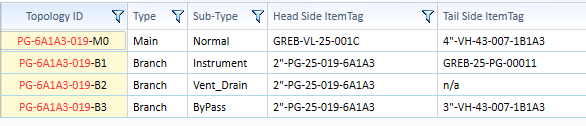 Topology ID Type Sub-Type Head Side ItemTag Tail Side ItemTag
PG-6A1A3-019-M0 Main Normal GREB-VL-25-001C 4"-VH-43-007-1B1A3
PG-6A1A3-019-B1 Branch Instrument 2"-PG-25-019-6A1A3 GREB-25-PG-00011
PG-6A1A3-019-B2 Branch Vent_Drain 2"-PG-25-019-6A1A3 n/a
PG-6A1A3-019-B3 Branch ByPass 2"-PG-25-019-6A1A3 3"-VH-43-007-1B1A3